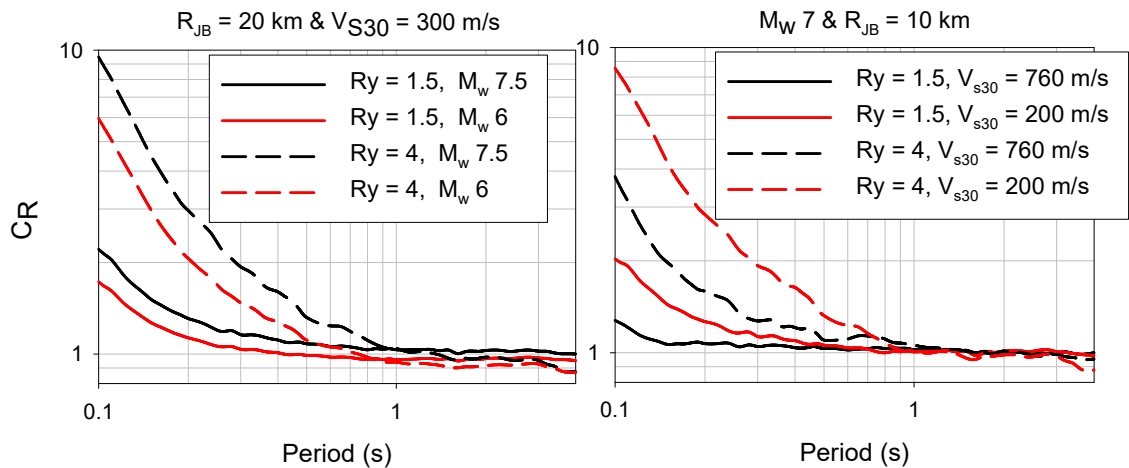 R_JB = 20 km & V_S30 = 300 m/s
10
Ry = 1.5, M_w 7.5
Ry = 1.5, M_w 6
Ry = 4, M_w 7.5
Ry = 4, M_w 6
C_R
1
0.1
1
Period (s)
M_W 7 & R_JB = 10 km
10
Ry = 1.5, V_s30 = 760 m/s
Ry = 1.5, V_s30 = 200 m/s
Ry = 4, V_s30 = 760 m/s
Ry = 4, V_s30 = 200 m/s
1
0.1
1
Period (s)